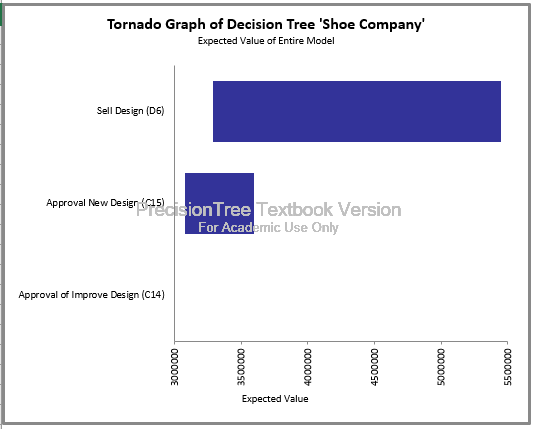 Tornado Graph of Decision Tree 'Shoe Company'
Expected Value of Entire Model
Sell Design (D6)
Approval New Design (C15)
PrecisionTree Textbook Version
For Academic Use Only
Approval of Improve Design (C14)
3000000
3500000
4000000
4500000
5000000
5500000
Expected Value